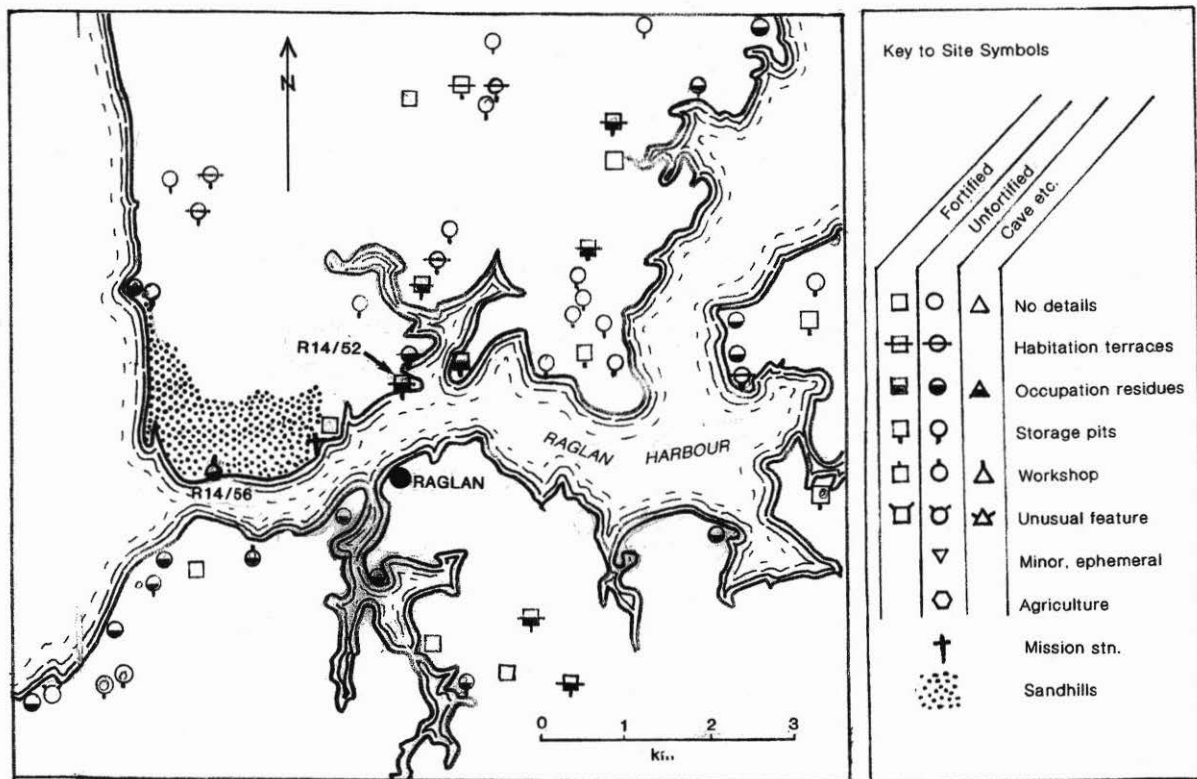 N
R14/52
RAGLAN HARBOUR
RAGLAN
R14/56
0 1 2 3
km
Key to Site Symbols
Fortified
Unfortified
Cave etc.
No details
Habitation terraces
Occupation residues
Storage pits
Workshop
Unusual feature
Minor, ephemeral
Agriculture
Mission stn.
Sandhills